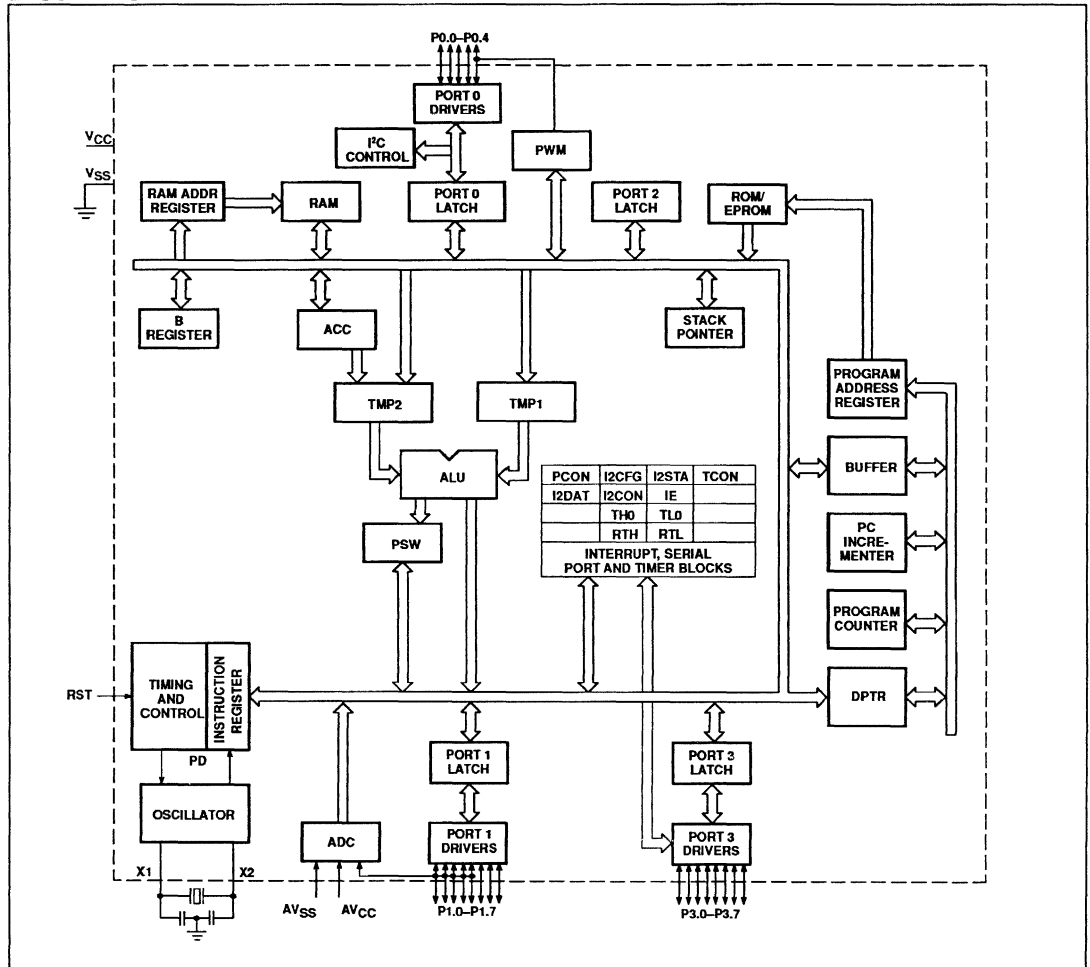 P0.0–P0.4
PORT 0
DRIVERS
I²C
CONTROL
PWM
VCC
VSS
RAM ADDR
REGISTER
RAM
PORT 0
LATCH
PORT 2
LATCH
ROM/
EPROM
B
REGISTER
ACC
STACK
POINTER
PROGRAM
ADDRESS
REGISTER
TMP2
TMP1
BUFFER
ALU
PCON I2CFG I2STA TCON
I2DAT I2CON IE
TH0 TL0
RTH RTL
INTERRUPT, SERIAL
PORT AND TIMER BLOCKS
PSW
PC
INCRE-
MENTER
PROGRAM
COUNTER
RST
TIMING
AND
CONTROL
INSTRUCTION
REGISTER
DPTR
PD
PORT 1
LATCH
PORT 3
LATCH
OSCILLATOR
ADC
PORT 1
DRIVERS
PORT 3
DRIVERS
X1
X2
AVSS
AVCC
P1.0–P1.7
P3.0–P3.7